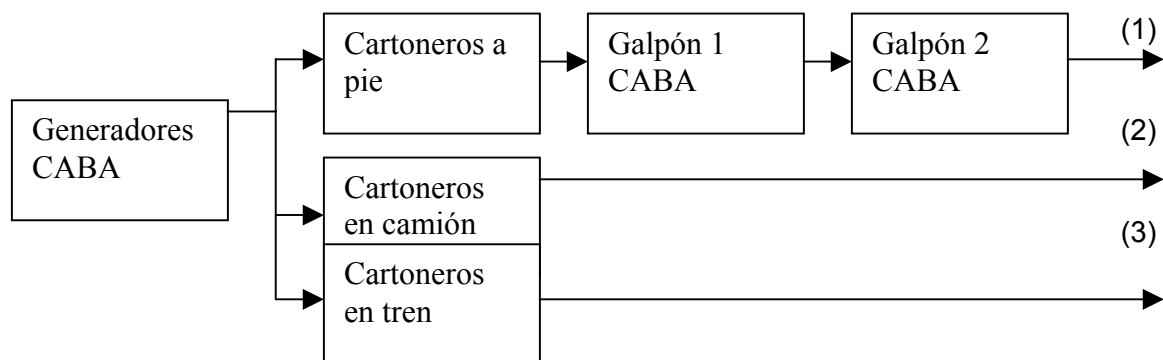 Generadores
CABA
Cartoneros a
pie
Galpón 1
CABA
Galpón 2
CABA
(1)
Cartoneros
en camión
(2)
Cartoneros
en tren
(3)